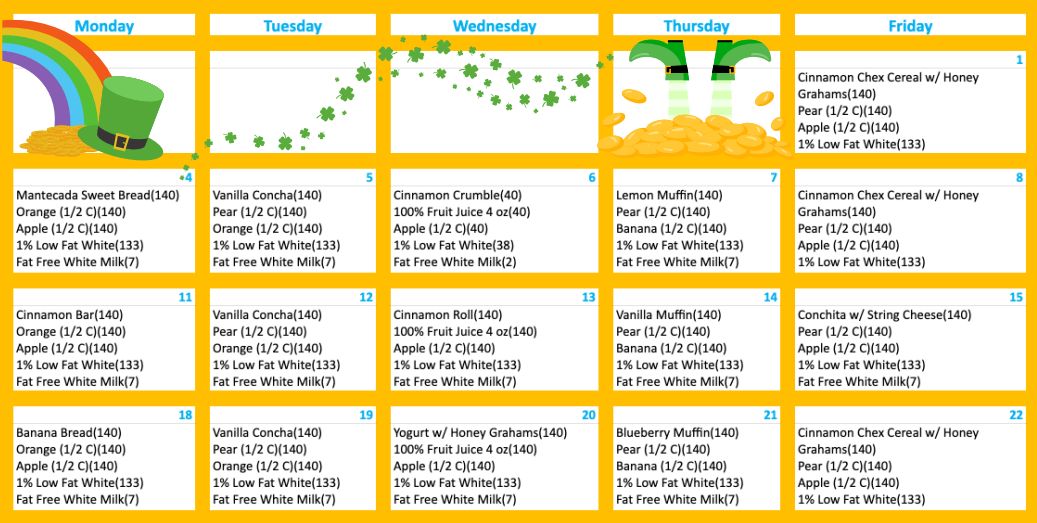 Monday
Tuesday
Wednesday
Thursday
Friday
1
Cinnamon Chex Cereal w/ Honey
Grahams(140)
Pear (1/2 C)(140)
Apple (1/2 C)(140)
1% Low Fat White(133)
4
Mantecada Sweet Bread(140)
Orange (1/2 C)(140)
Apple (1/2 C)(140)
1% Low Fat White(133)
Fat Free White Milk(7)
5
Vanilla Concha(140)
Pear (1/2 C)(140)
Orange (1/2 C)(140)
1% Low Fat White(133)
Fat Free White Milk(7)
6
Cinnamon Crumble(40)
100% Fruit Juice 4 oz(40)
Apple (1/2 C)(40)
1% Low Fat White(38)
Fat Free White Milk(2)
7
Lemon Muffin(140)
Pear (1/2 C)(140)
Banana (1/2 C)(140)
1% Low Fat White(133)
Fat Free White Milk(7)
8
Cinnamon Chex Cereal w/ Honey
Grahams(140)
Pear (1/2 C)(140)
Apple (1/2 C)(140)
1% Low Fat White(133)
11
Cinnamon Bar(140)
Orange (1/2 C)(140)
Apple (1/2 C)(140)
1% Low Fat White(133)
Fat Free White Milk(7)
12
Vanilla Concha(140)
Pear (1/2 C)(140)
Orange (1/2 C)(140)
1% Low Fat White(133)
Fat Free White Milk(7)
13
Cinnamon Roll(140)
100% Fruit Juice 4 oz(140)
Apple (1/2 C)(140)
1% Low Fat White(133)
Fat Free White Milk(7)
14
Vanilla Muffin(140)
Pear (1/2 C)(140)
Banana (1/2 C)(140)
1% Low Fat White(133)
Fat Free White Milk(7)
15
Conchita w/ String Cheese(140)
Pear (1/2 C)(140)
Apple (1/2 C)(140)
1% Low Fat White(133)
Fat Free White Milk(7)
18
Banana Bread(140)
Orange (1/2 C)(140)
Apple (1/2 C)(140)
1% Low Fat White(133)
Fat Free White Milk(7)
19
Vanilla Concha(140)
Pear (1/2 C)(140)
Orange (1/2 C)(140)
1% Low Fat White(133)
Fat Free White Milk(7)
20
Yogurt w/ Honey Grahams(140)
100% Fruit Juice 4 oz(140)
Apple (1/2 C)(140)
1% Low Fat White(133)
Fat Free White Milk(7)
21
Blueberry Muffin(140)
Pear (1/2 C)(140)
Banana (1/2 C)(140)
1% Low Fat White(133)
Fat Free White Milk(7)
22
Cinnamon Chex Cereal w/ Honey
Grahams(140)
Pear (1/2 C)(140)
Apple (1/2 C)(140)
1% Low Fat White(133)